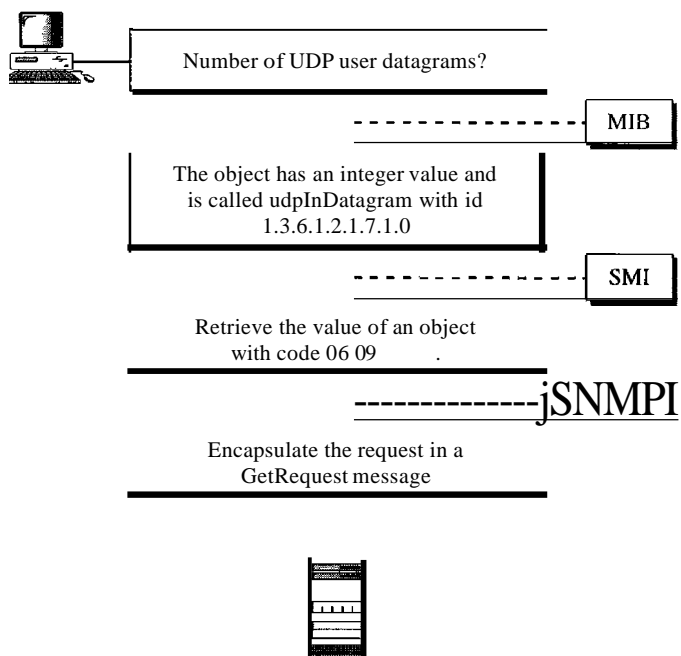 Number of UDP user datagrams?
MIB
The object has an integer value and
is called udpInDatagram with id
1.3.6.1.2.1.7.1.0
SMI
Retrieve the value of an object
with code 06 09 .
jSNMPI
Encapsulate the request in a
GetRequest message